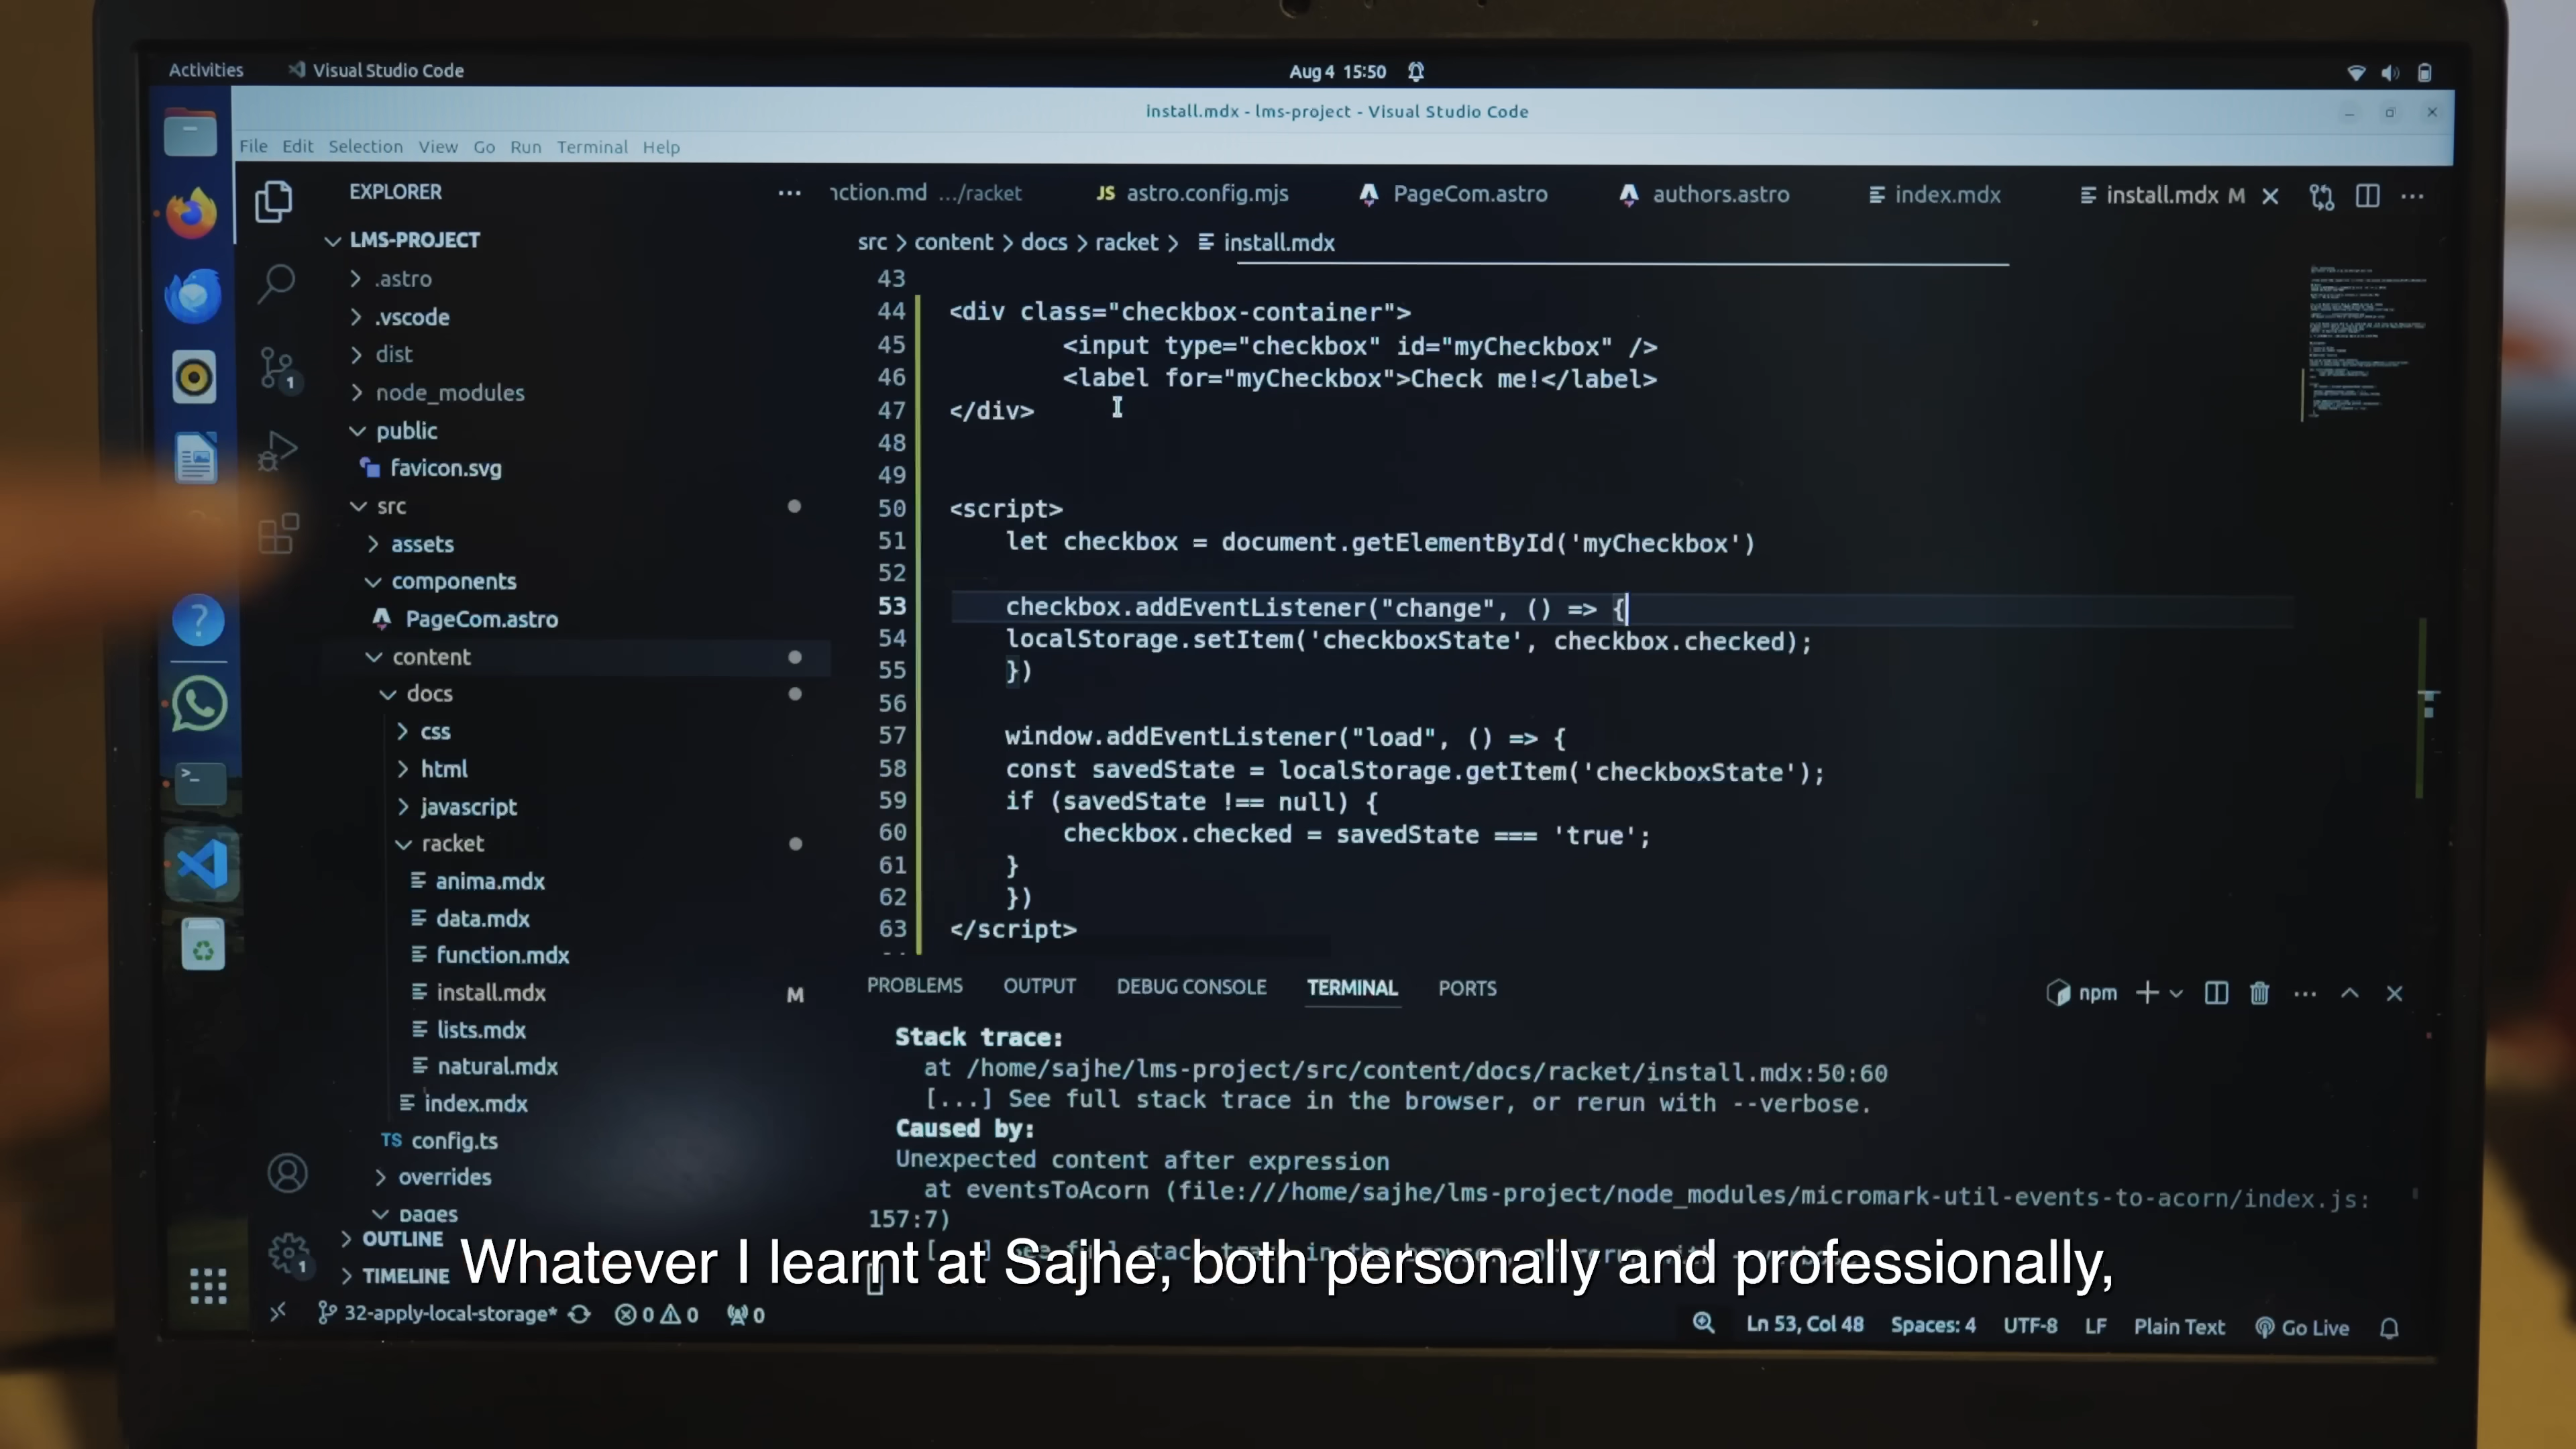 Activities Visual Studio Code Aug 4 15:50
install.mdx - lms-project - Visual Studio Code
File Edit Selection View Go Run Terminal Help
EXPLORER
LMS-PROJECT
.astro
.vscode
dist
node_modules
public
favicon.svg
src
assets
components
PageCom.astro
content
docs
css
html
javascript
racket
anima.mdx
data.mdx
function.mdx
install.mdx M
lists.mdx
natural.mdx
index.mdx
TS config.ts
overrides
pages
OUTLINE
TIMELINE
nction.md .../racket JS astro.config.mjs PageCom.astro authors.astro index.mdx install.mdx M
src > content > docs > racket > install.mdx
43
44 <div class="checkbox-container">
45 <input type="checkbox" id="myCheckbox" />
46 <label for="myCheckbox">Check me!</label>
47 </div>
48
49
50 <script>
51 let checkbox = document.getElementById('myCheckbox')
52
53 checkbox.addEventListener("change", () => {
54 localStorage.setItem('checkboxState', checkbox.checked);
55 })
56
57 window.addEventListener("load", () => {
58 const savedState = localStorage.getItem('checkboxState');
59 if (savedState !== null) {
60 checkbox.checked = savedState === 'true';
61 }
62 })
63 </script>
PROBLEMS OUTPUT DEBUG CONSOLE TERMINAL PORTS npm
Stack trace:
at /home/sajhe/lms-project/src/content/docs/racket/install.mdx:50:60
[...] See full stack trace in the browser, or rerun with --verbose.
Caused by:
Unexpected content after expression
at eventsToAcorn (file:///home/sajhe/lms-project/node_modules/micromark-util-events-to-acorn/index.js:
157:7)
Whatever I learnt at Sajhe, both personally and professionally,
32-apply-local-storage* 0 0 0 Ln 53, Col 48 Spaces: 4 UTF-8 LF Plain Text Go Live